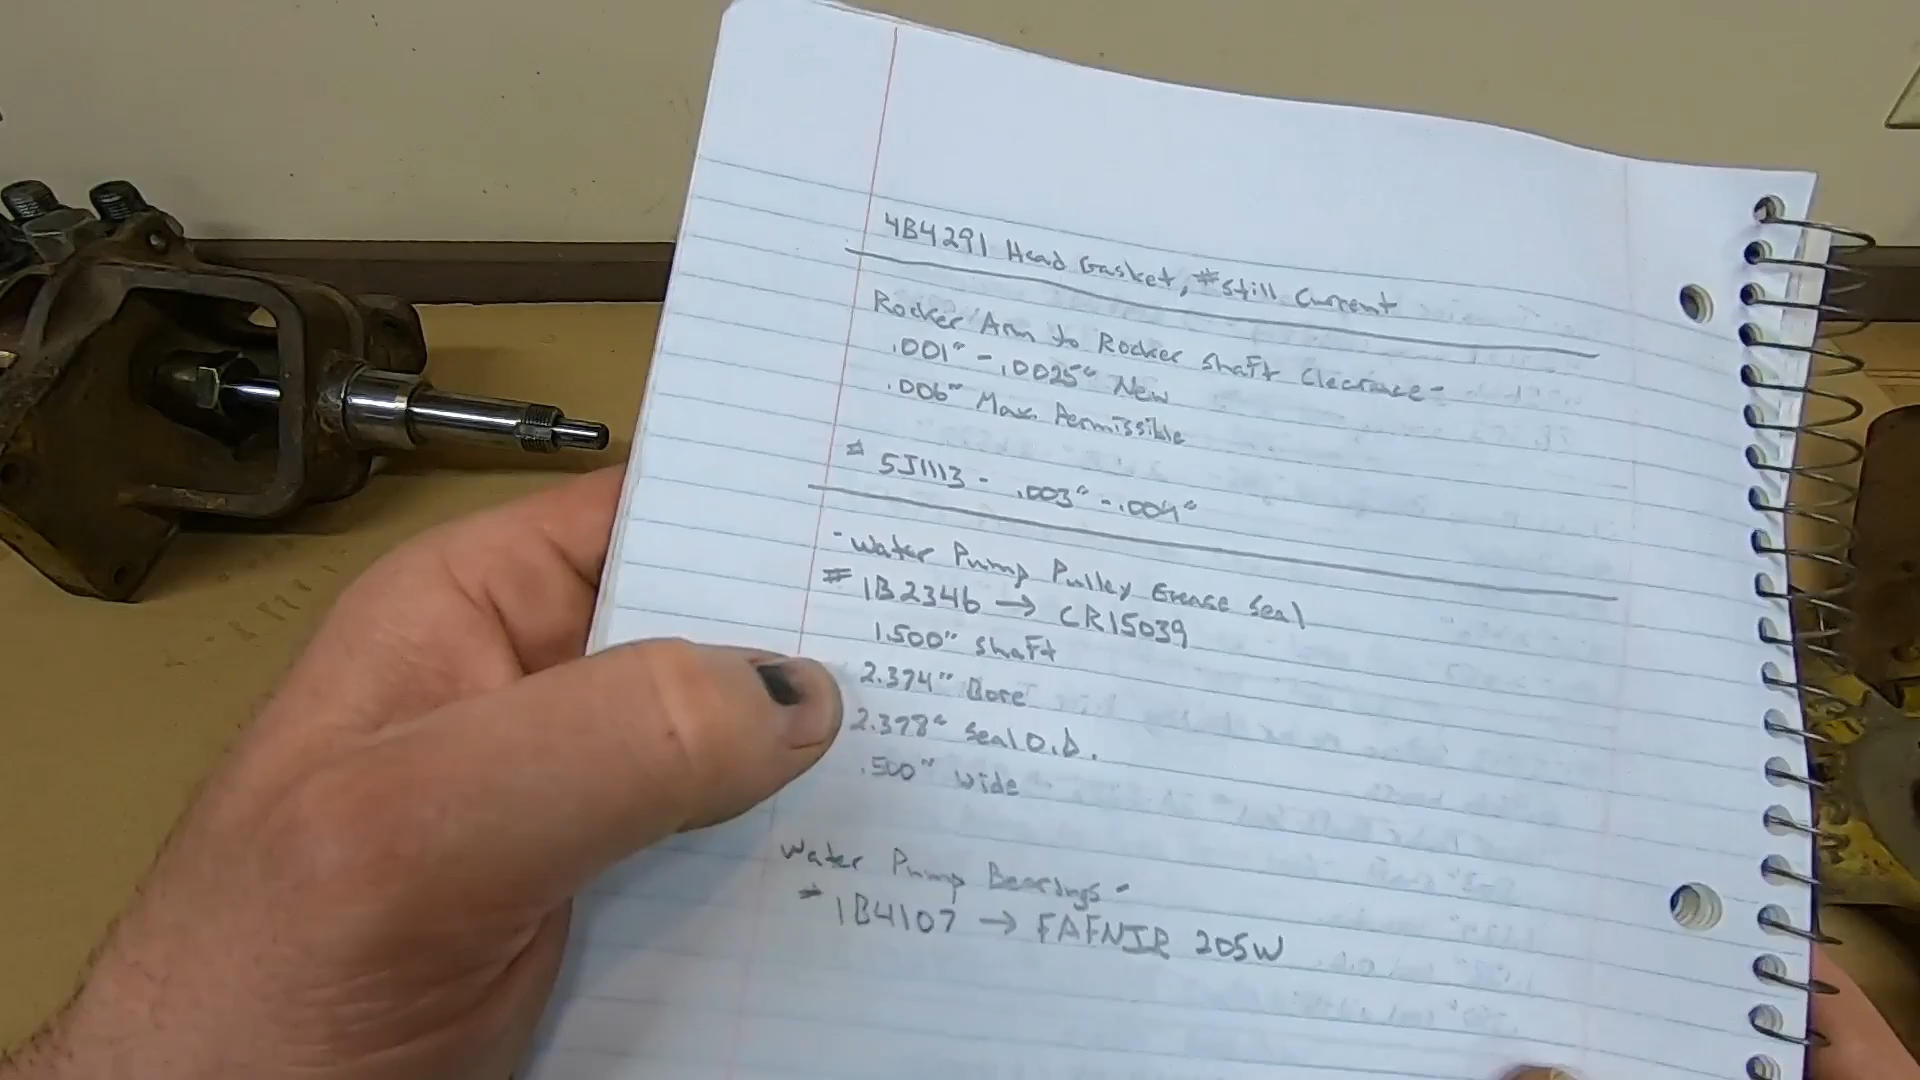 4B4291 Head Gasket, #still current
Rocker Arm to Rocker Shaft Clearance-
.001" - .0025" New
.006" Max. Permissible
# 5J1113 - .003" - .004"
- Water Pump Pulley Grease Seal
# 1B2346 → CR15039
1.500" Shaft
2.374" Bore
2.378" Seal O.D.
.500" Wide
Water Pump Bearings -
# 1B4107 → FAFNIR 205W